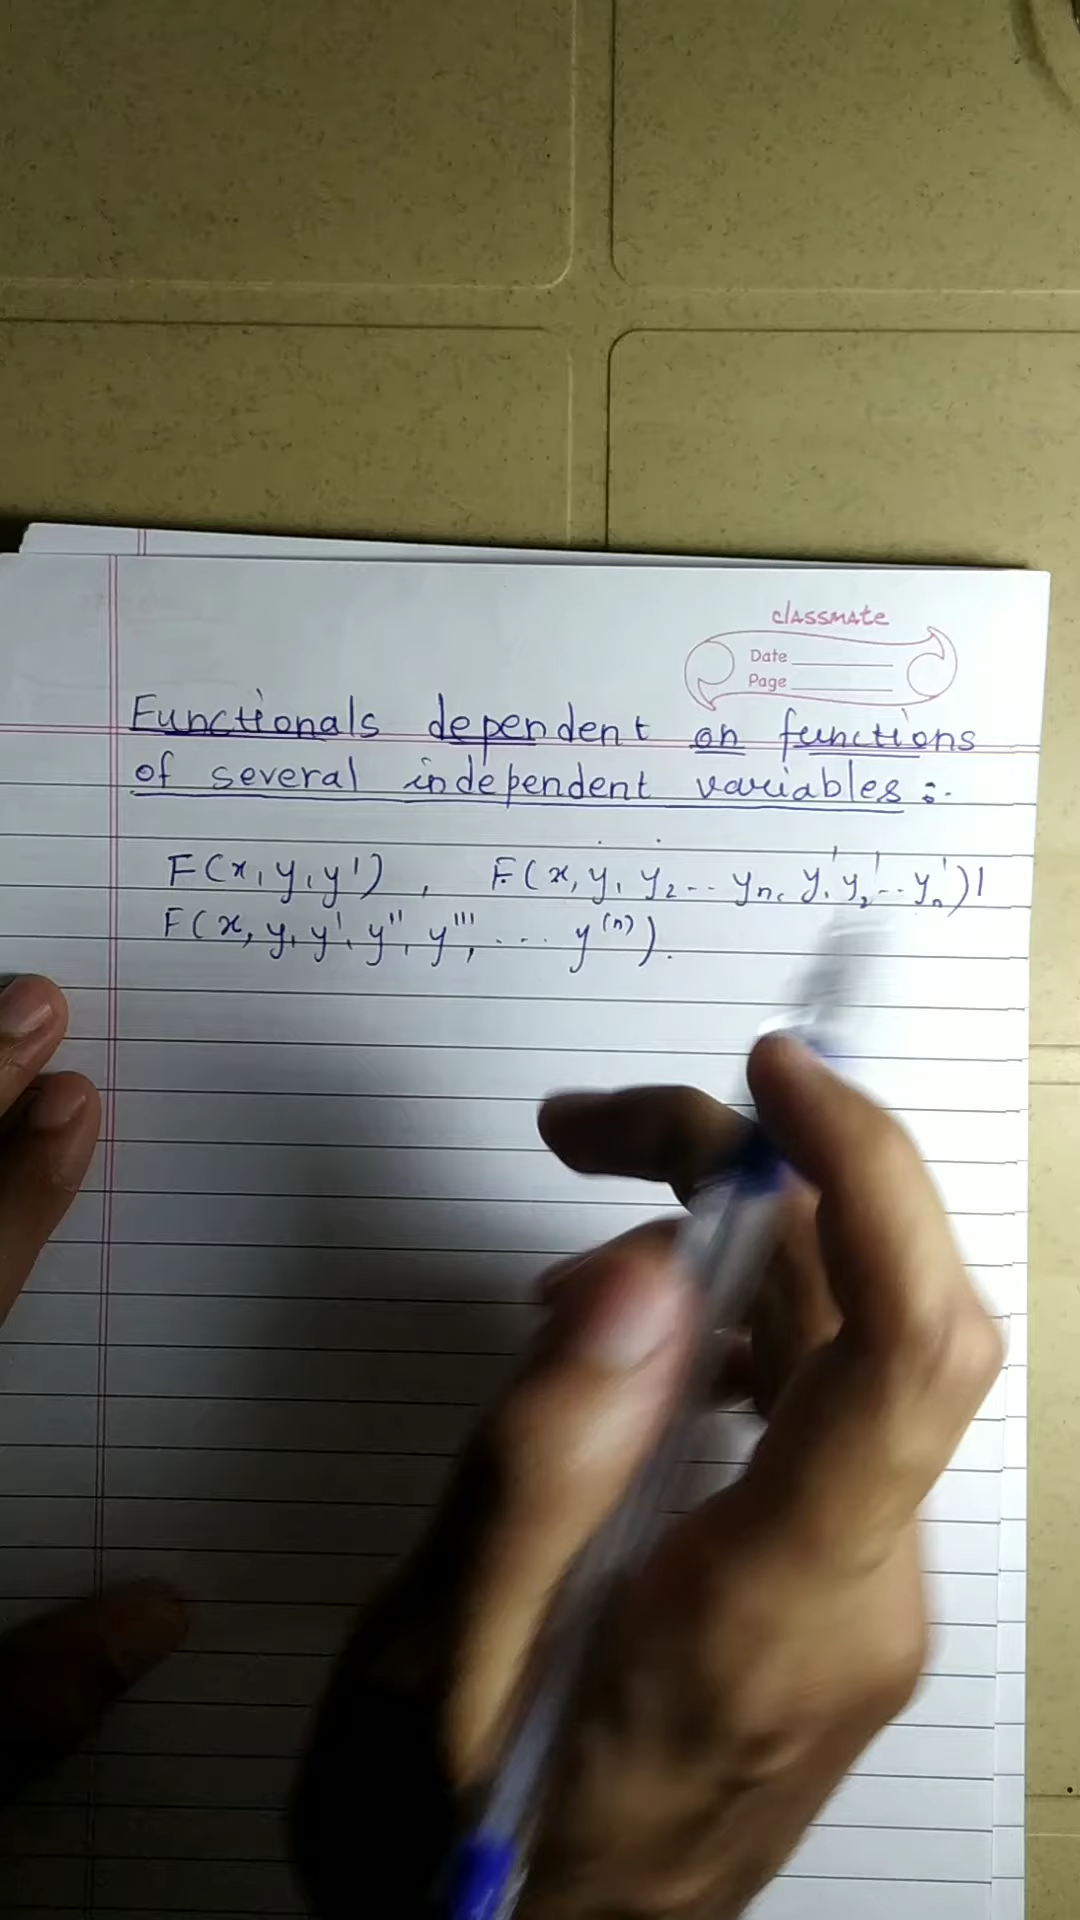 classmate
Date
Page
Functionals dependent on functions
of several independent variables :-
F(x, y, y'), F(x, y, y2 -- yn, y, y2' -- yn')
F(x, y, y', y'', y''', ... y^(n)).